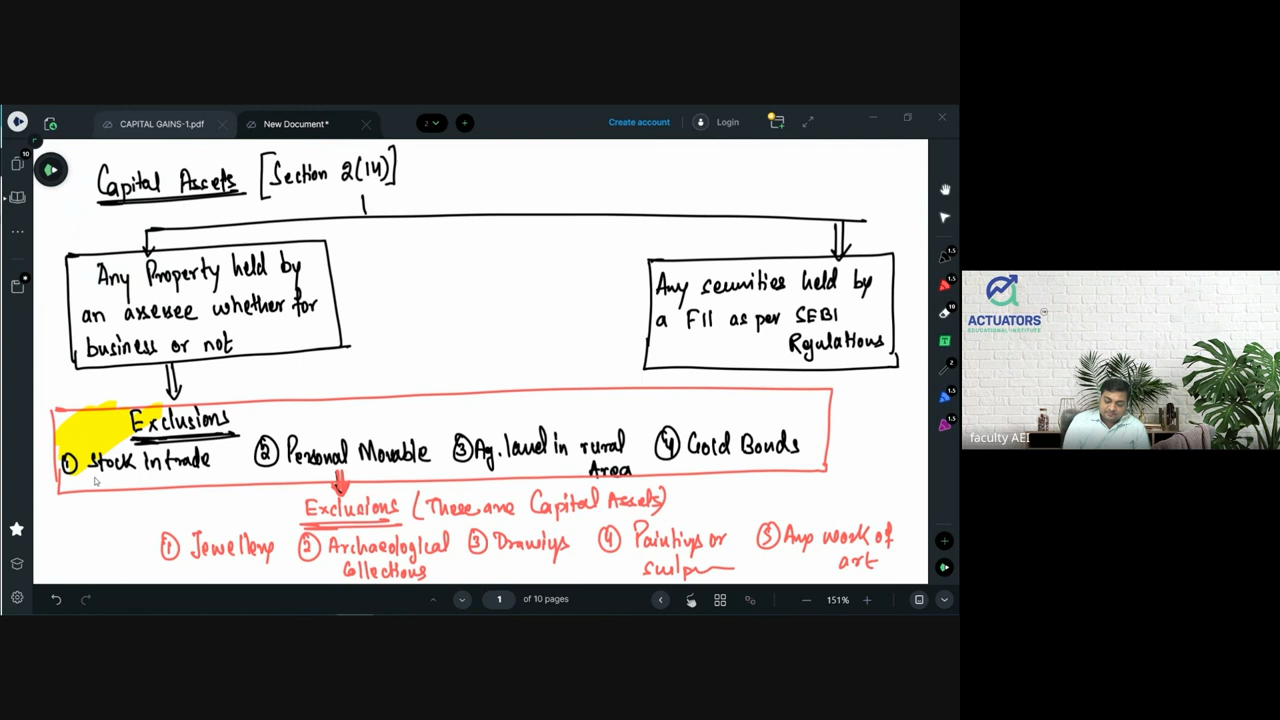 CAPITAL GAINS-1.pdf
New Document*
2
Create account
Login
Capital Assets [Section 2(14)]
Any Property held by
an assesee whether for
business or not
Any securities held by
a FII as per SEBI
Regulations
Exclusions
① Stock in trade ② Personal Movable ③ Ag. land in rural
Area
④ Gold Bonds
Exclusions (These are Capital Assets)
① Jewellery ② Archaeological
Collections
③ Drawings ④ Paintings or
⑤ Any work of
art
1 of 10 pages
151%
ACTUATORS
EDUCATIONAL INSTITUTE
faculty AEI